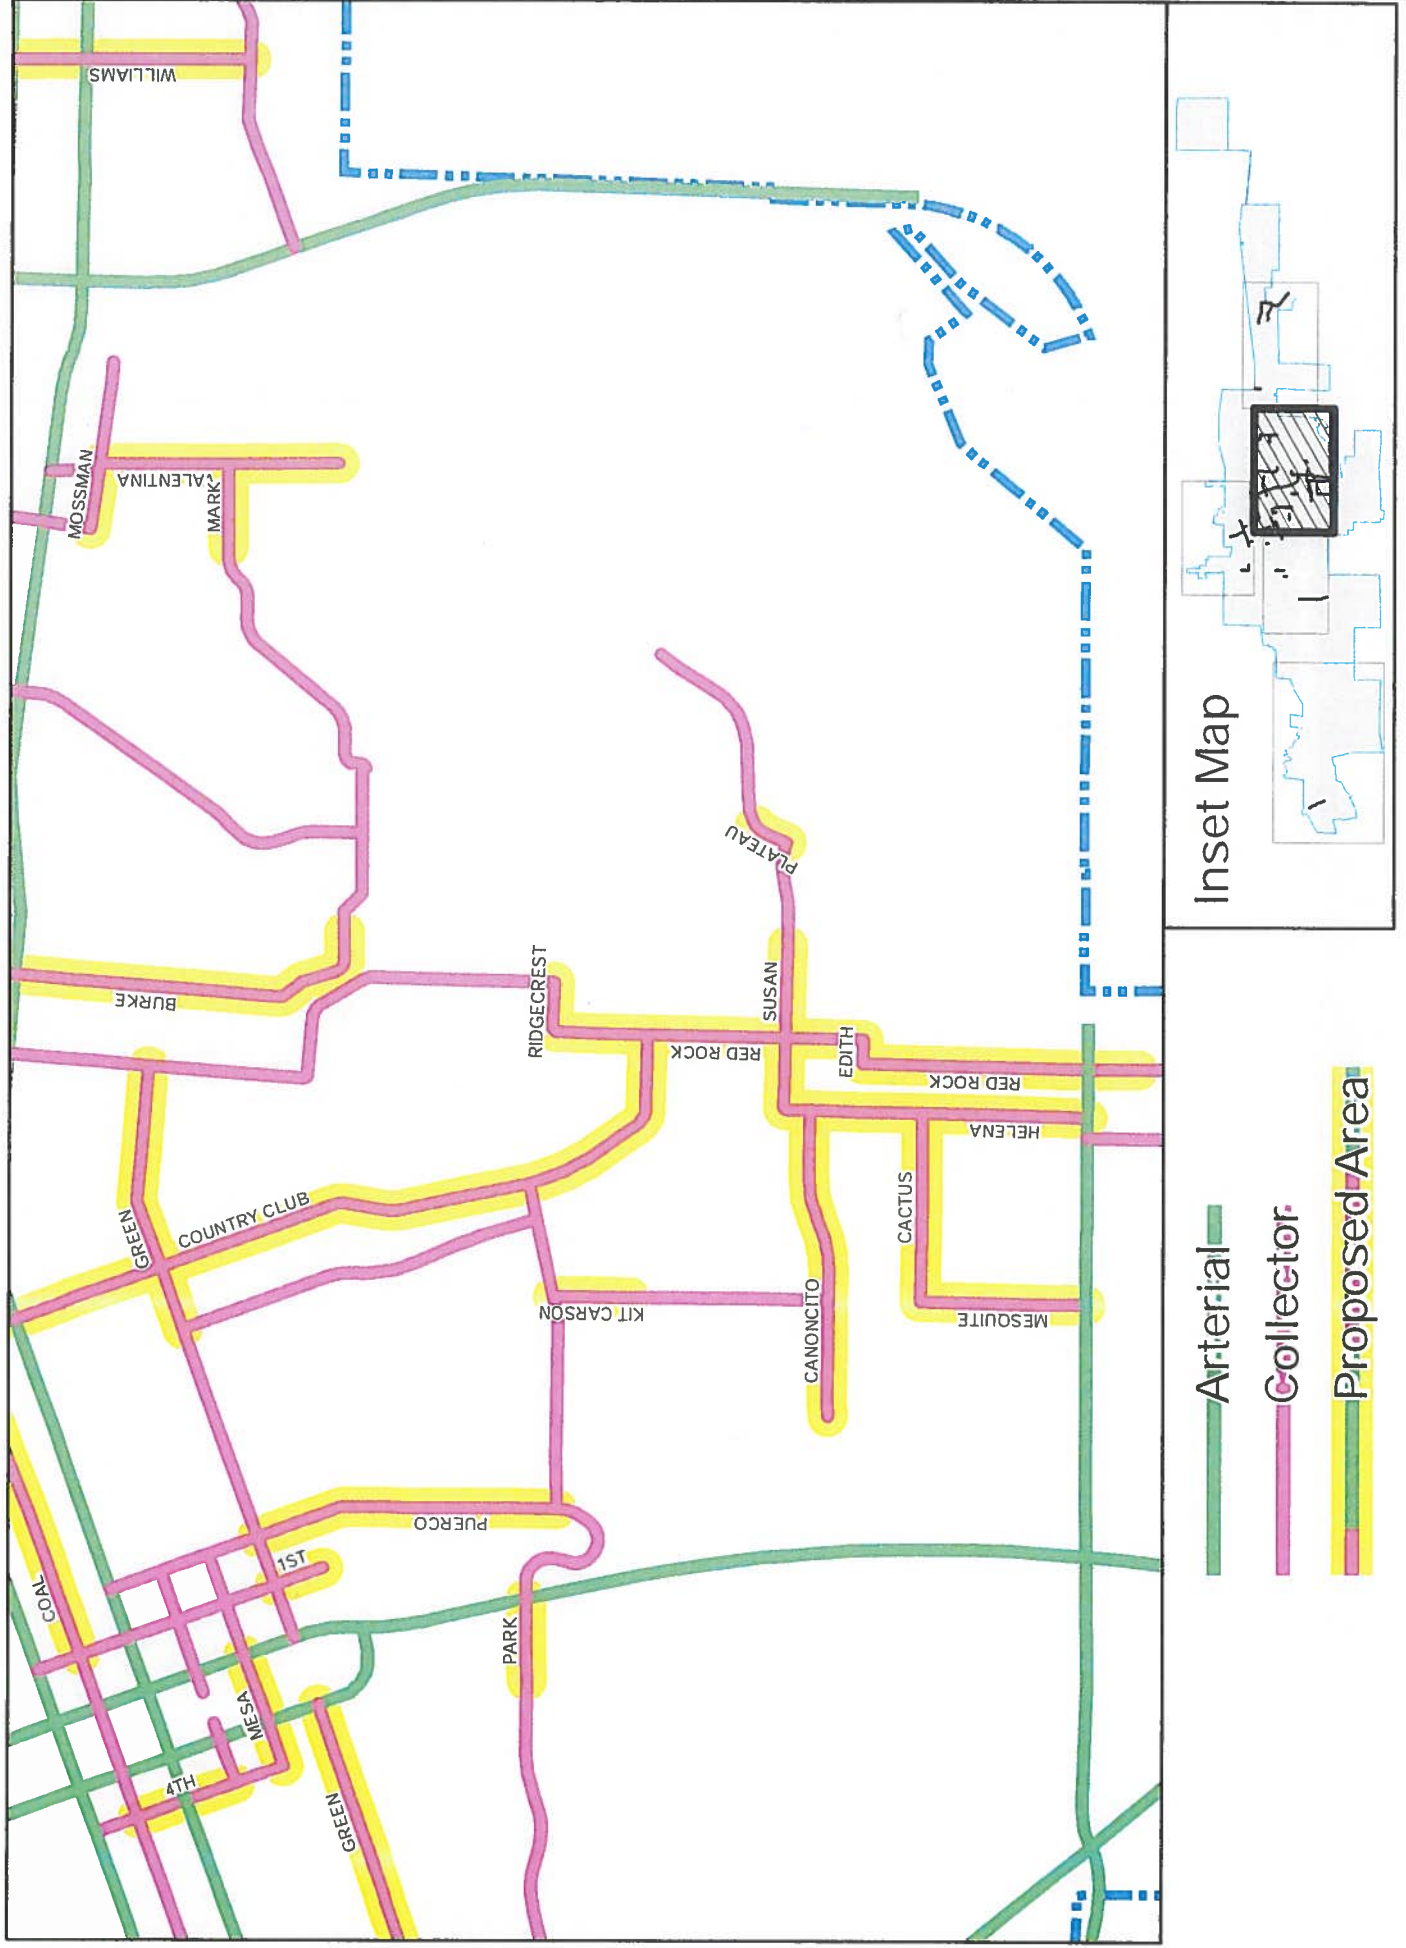 WILLIAMS
MOSSMAN
ALENTINA
MARK
BURKE
RIDGECREST
RED ROCK
SUSAN
PLATEAU
EDITH
RED ROCK
HELENA
GREEN
COUNTRY CLUB
CACTUS
KIT CARSON
CANONCITO
MESQUITE
COAL
PUERCO
1ST
PARK
MESA
4TH
GREEN
Inset Map
Arterial
Collector
Proposed Area